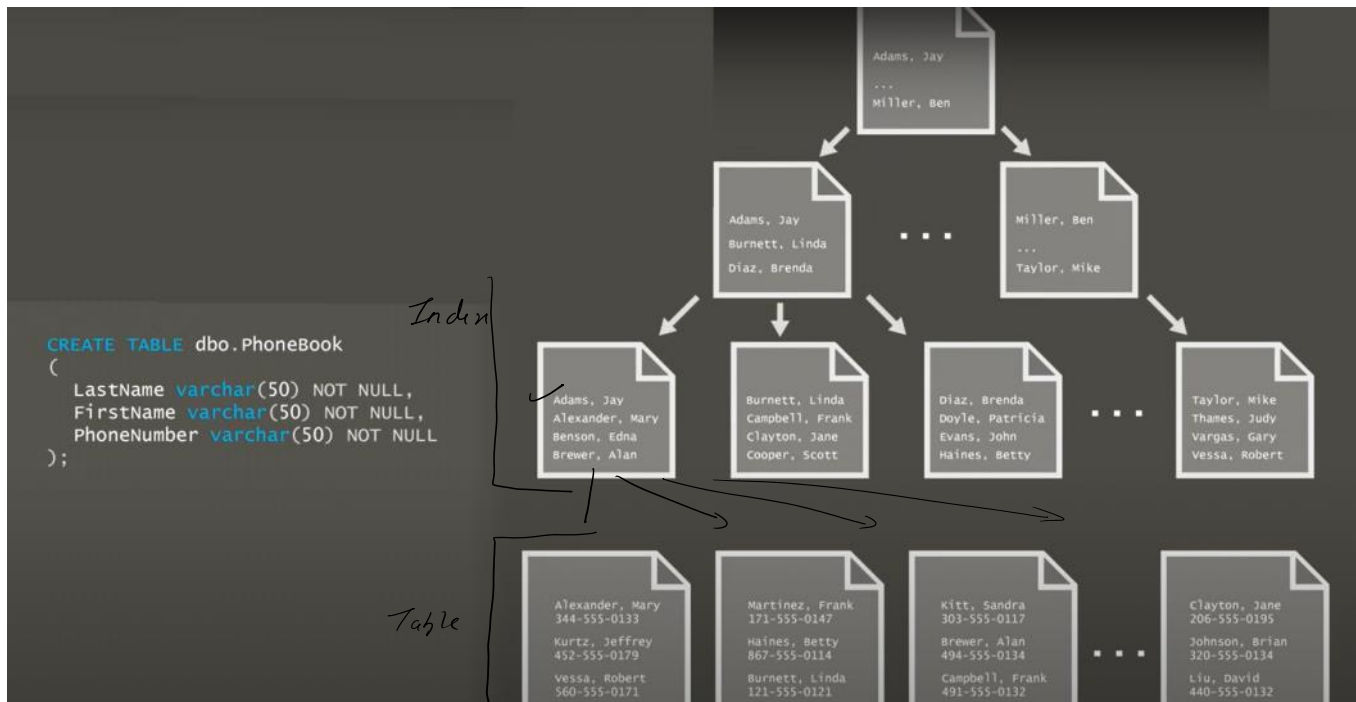 Adams, Jay
...
Miller, Ben
Adams, Jay
Burnett, Linda
Diaz, Brenda
Miller, Ben
...
Taylor, Mike
Index
CREATE TABLE dbo.PhoneBook
(
LastName varchar(50) NOT NULL,
FirstName varchar(50) NOT NULL,
PhoneNumber varchar(50) NOT NULL
);
Adams, Jay
Alexander, Mary
Benson, Edna
Brewer, Alan
Burnett, Linda
Campbell, Frank
Clayton, Jane
Cooper, Scott
Diaz, Brenda
Doyle, Patricia
Evans, John
Haines, Betty
Taylor, Mike
Thames, Judy
Vargas, Gary
Vessa, Robert
Table
Alexander, Mary
344-555-0133
Kurtz, Jeffrey
452-555-0179
Vessa, Robert
560-555-0171
Martinez, Frank
171-555-0147
Haines, Betty
867-555-0114
Burnett, Linda
121-555-0121
Kitt, Sandra
303-555-0117
Brewer, Alan
494-555-0134
Campbell, Frank
491-555-0132
Clayton, Jane
206-555-0195
Johnson, Brian
320-555-0134
Liu, David
440-555-0132